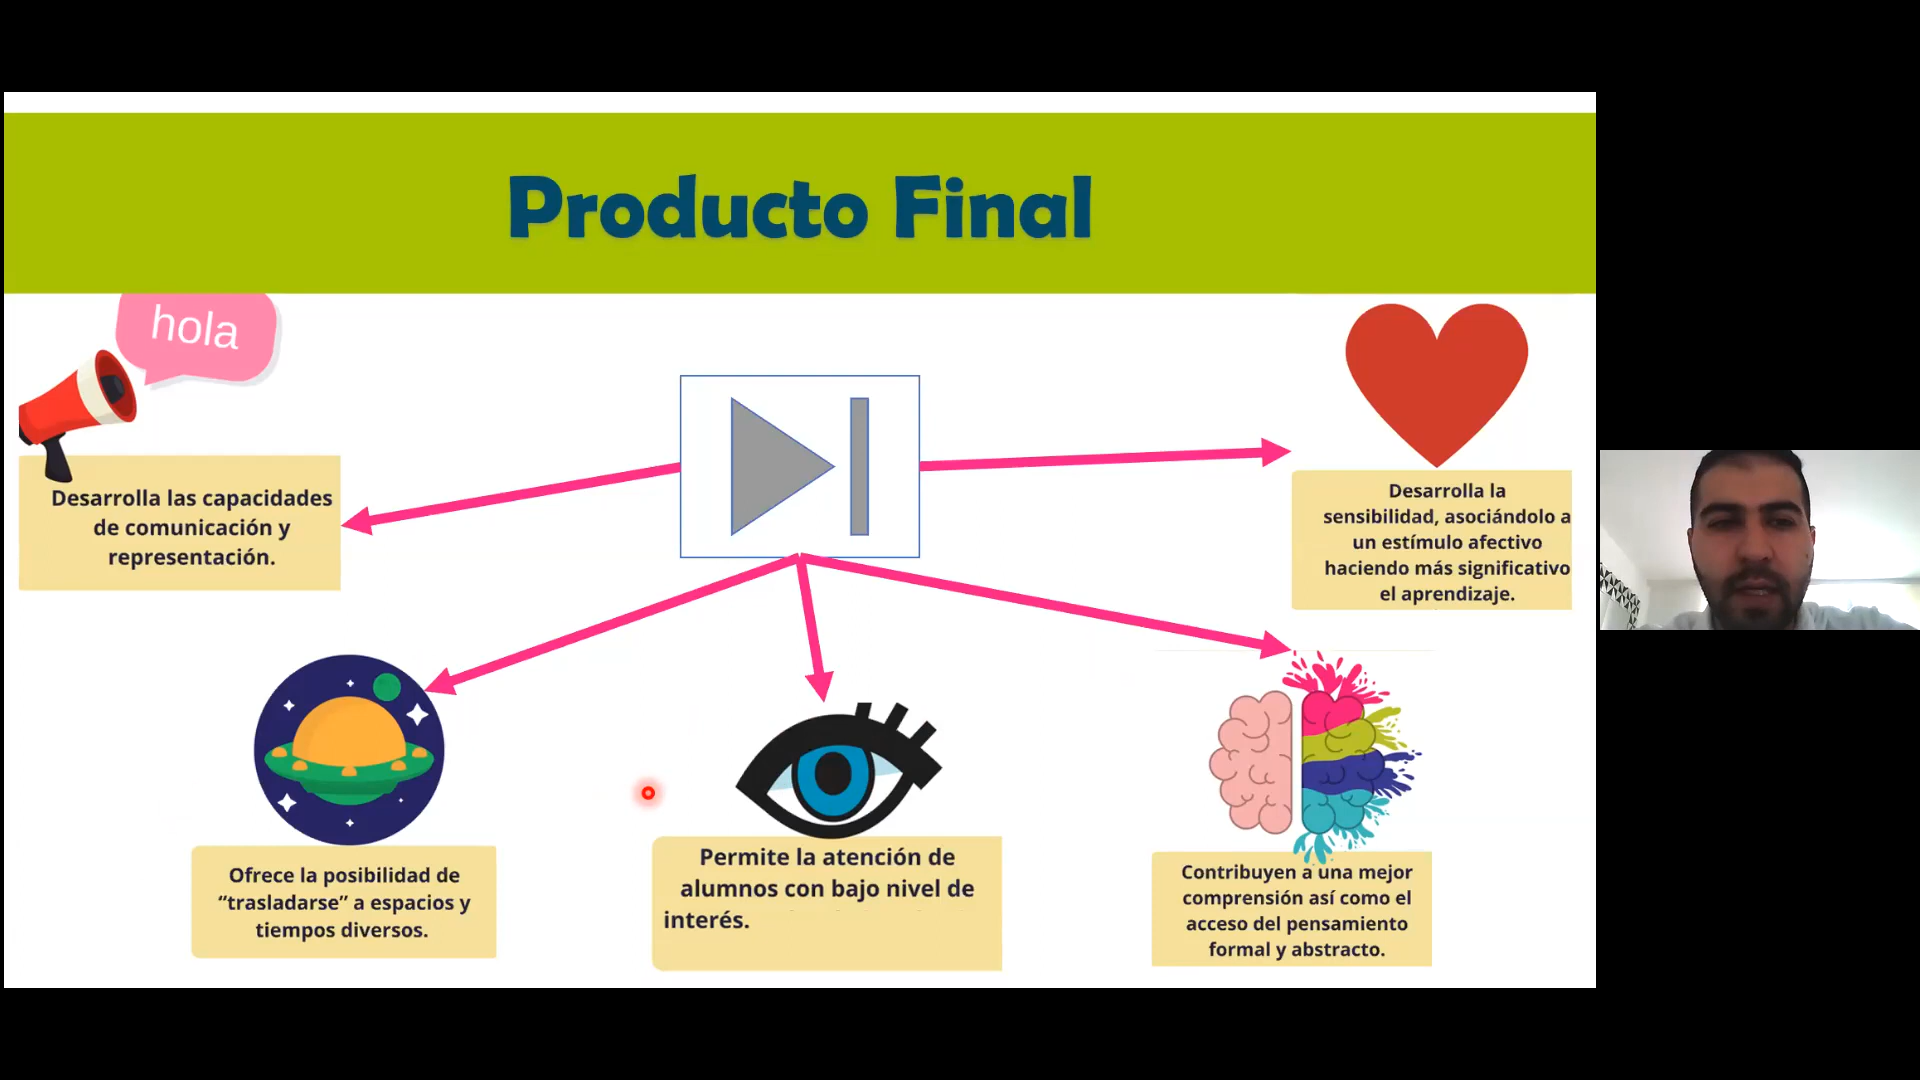 Producto Final
hola
Desarrolla las capacidades
de comunicación y
representación.
Desarrolla la
sensibilidad, asociándolo a
un estímulo afectivo
haciendo más significativo
el aprendizaje.
Ofrece la posibilidad de
“trasladarse” a espacios y
tiempos diversos.
Permite la atención de
alumnos con bajo nivel de
interés.
Contribuyen a una mejor
comprensión así como el
acceso del pensamiento
formal y abstracto.